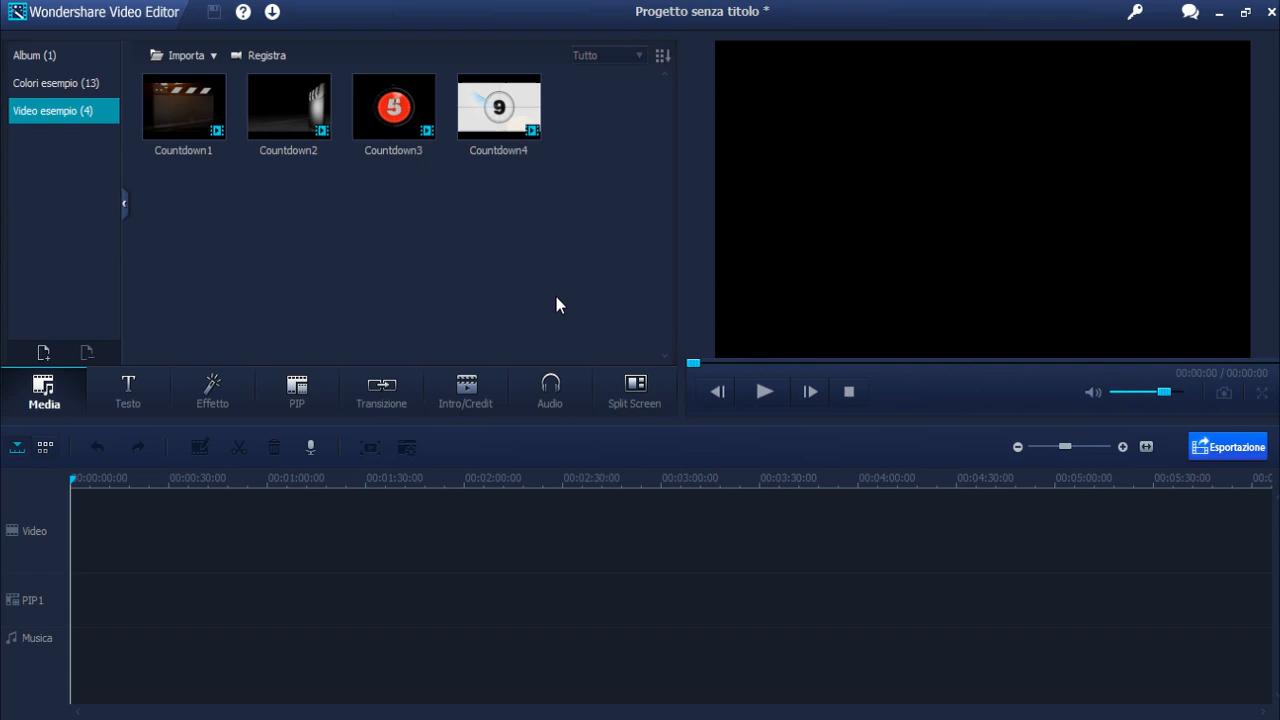 Wondershare Video Editor
Progetto senza titolo *
Album (1)
Colori esempio (13)
Video esempio (4)
Importa
Registra
Tutto
5
9
Countdown1
Countdown2
Countdown3
Countdown4
00:00:00 / 00:00:00
Media
Testo
Effetto
PIP
Transizione
Intro/Credit
Audio
Split Screen
Esportazione
00:00:00:00 00:00:30:00 00:01:00:00 00:01:30:00 00:02:00:00 00:02:30:00 00:03:00:00 00:03:30:00 00:04:00:00 00:04:30:00 00:05:00:00 00:05:30:00
Video
PIP1
Musica